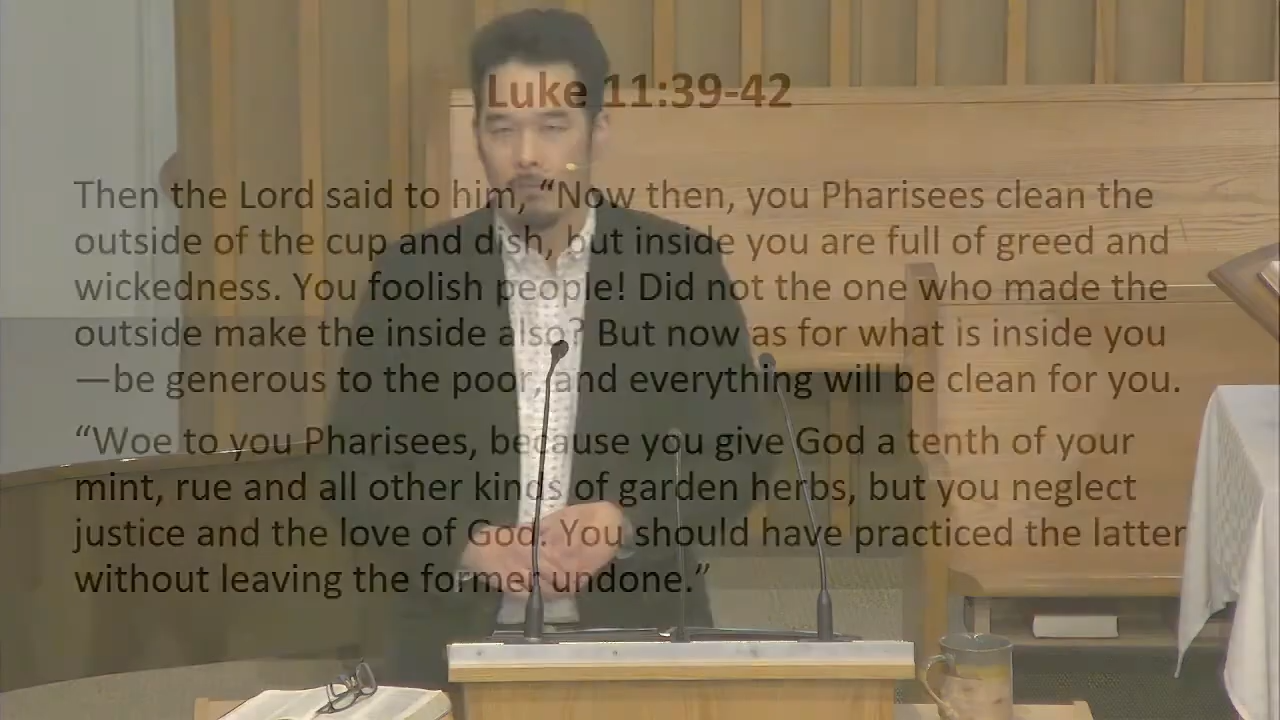 Luke 11:39-42
Then the Lord said to him, “Now then, you Pharisees clean the
outside of the cup and dish, but inside you are full of greed and
wickedness. You foolish people! Did not the one who made the
outside make the inside also? But now as for what is inside you
—be generous to the poor, and everything will be clean for you.
“Woe to you Pharisees, because you give God a tenth of your
mint, rue and all other kinds of garden herbs, but you neglect
justice and the love of God. You should have practiced the latter
without leaving the former undone.”